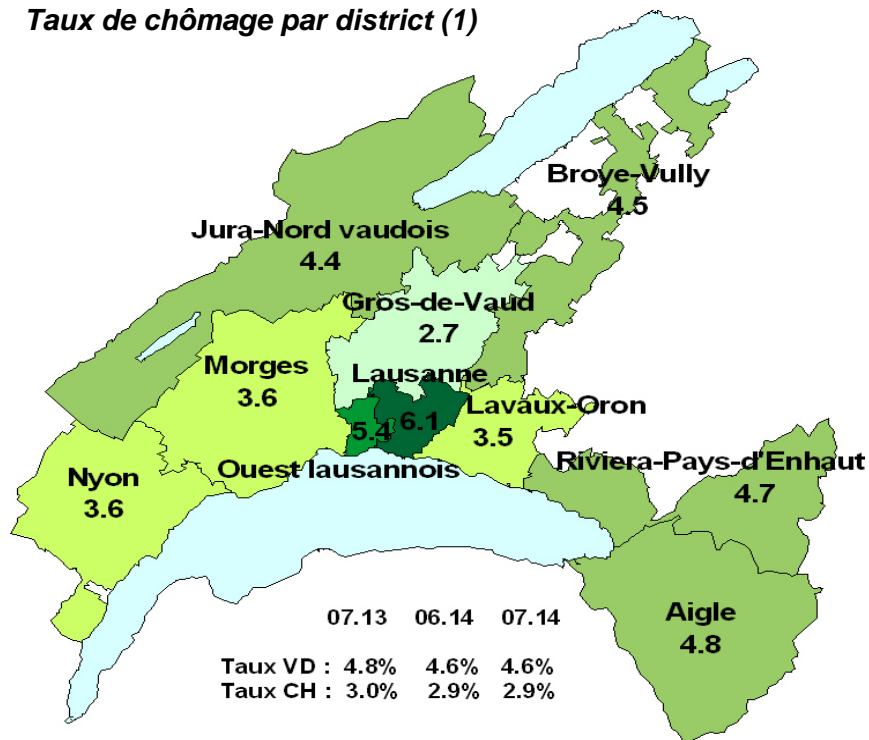 Taux de chômage par district (1)
Broye-Vully
4.5
Jura-Nord vaudois
4.4
Gros-de-Vaud
2.7
Morges
3.6
Lausanne
6.1
Lavaux-Oron
3.5
5.4
Ouest lausannois
Riviera-Pays-d'Enhaut
4.7
Nyon
3.6
Aigle
4.8
07.13 06.14 07.14
Taux VD : 4.8% 4.6% 4.6%
Taux CH : 3.0% 2.9% 2.9%